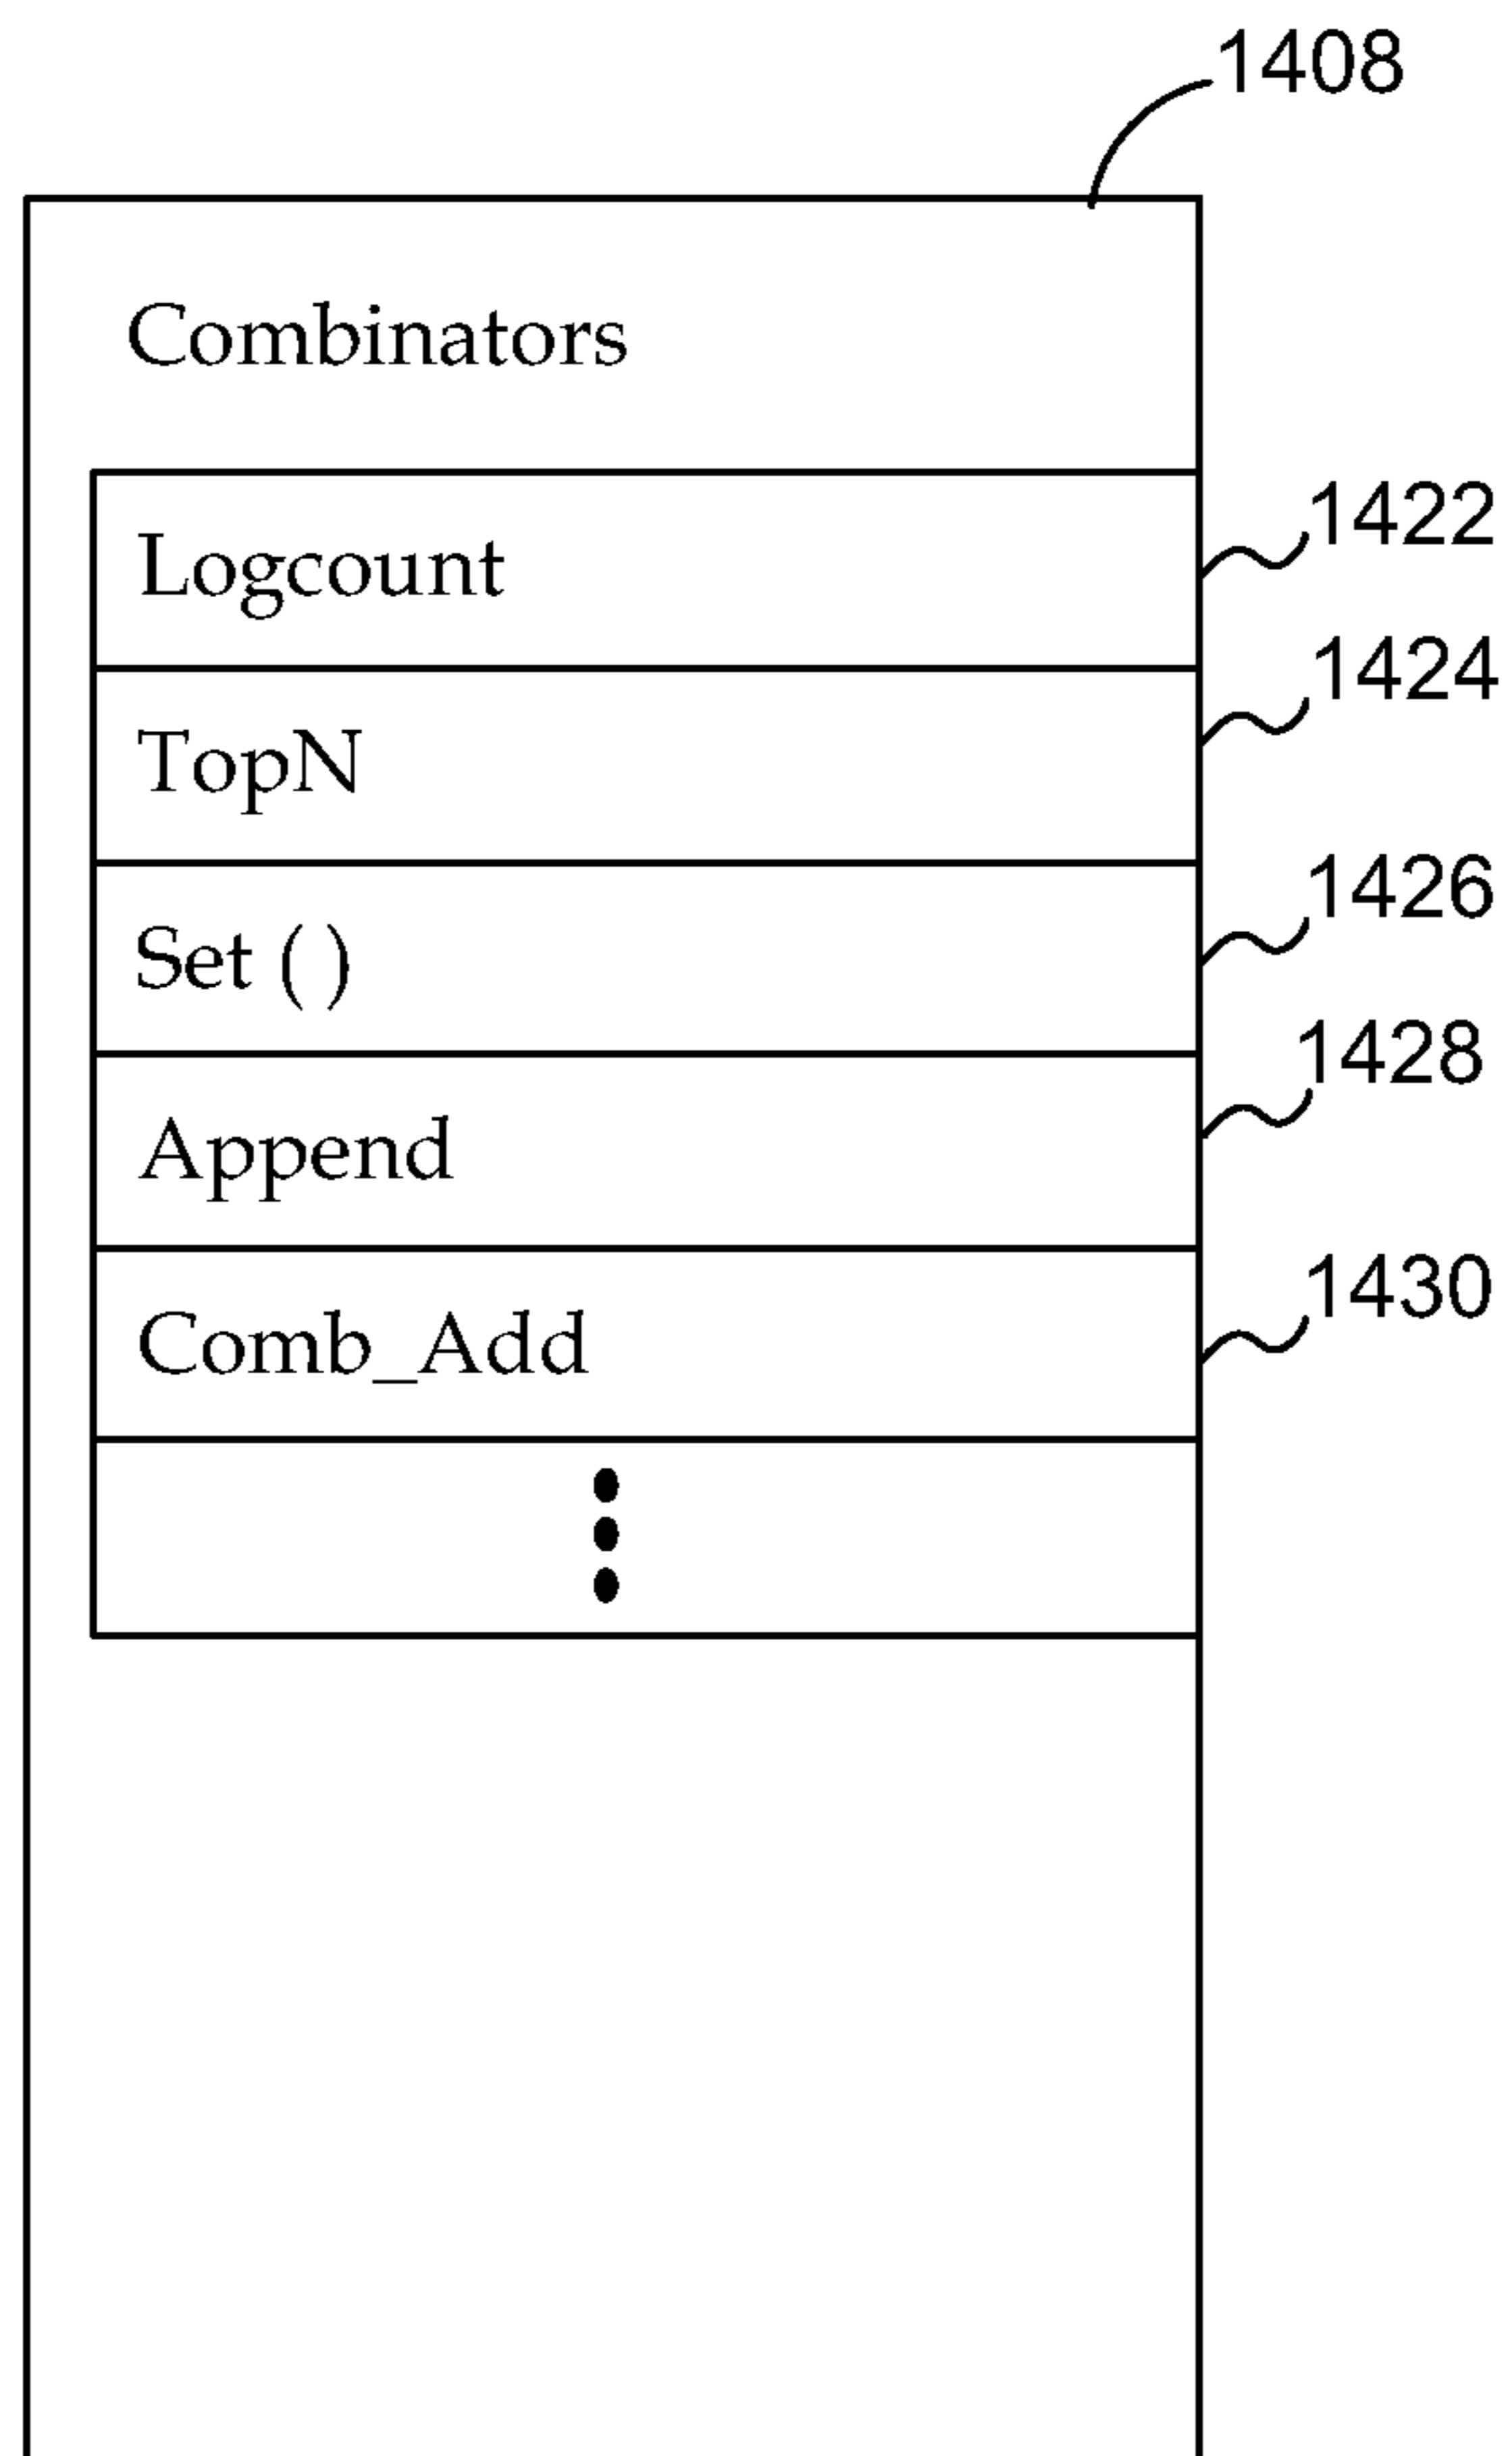 1408
Combinators
Logcount 1422
TopN 1424
Set ( ) 1426
Append 1428
Comb_Add 1430